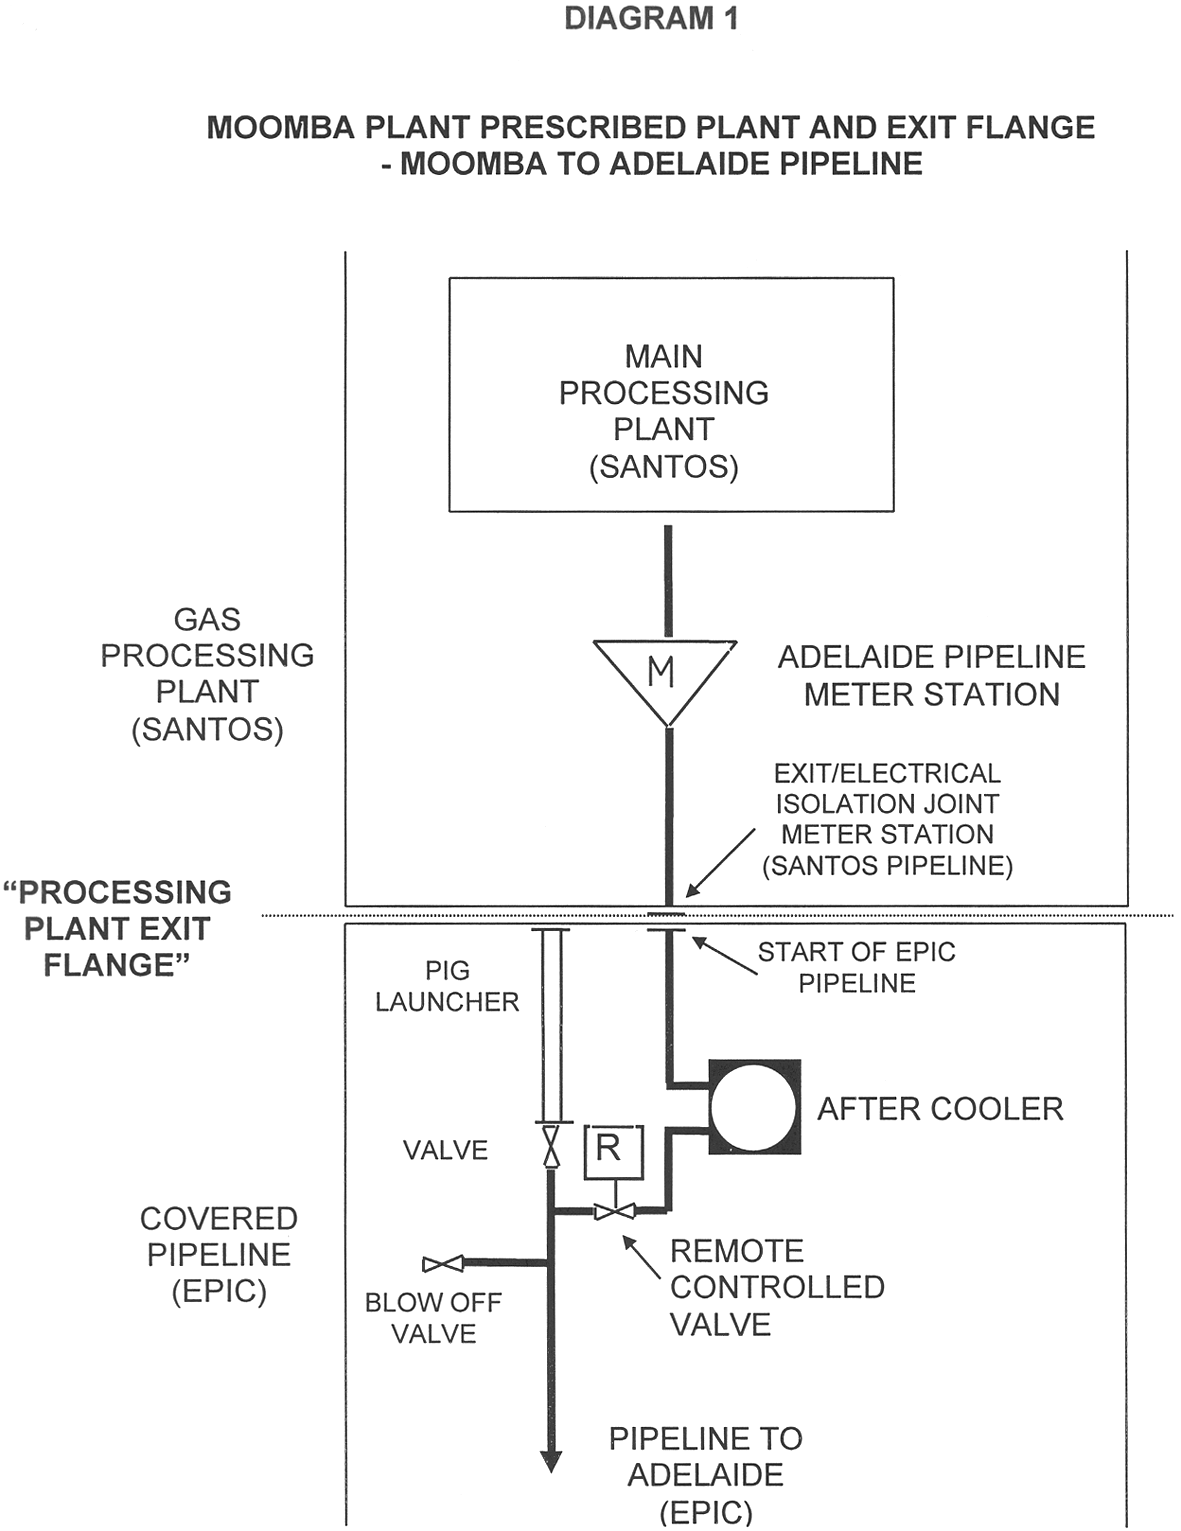 DIAGRAM 1
MOOMBA PLANT PRESCRIBED PLANT AND EXIT FLANGE
- MOOMBA TO ADELAIDE PIPELINE
MAIN
PROCESSING
PLANT
(SANTOS)
GAS
PROCESSING
PLANT
(SANTOS)
M
ADELAIDE PIPELINE
METER STATION
EXIT/ELECTRICAL
ISOLATION JOINT
METER STATION
(SANTOS PIPELINE)
“PROCESSING
PLANT EXIT
FLANGE”
START OF EPIC
PIPELINE
PIG
LAUNCHER
AFTER COOLER
VALVE
R
COVERED
PIPELINE
(EPIC)
REMOTE
CONTROLLED
VALVE
BLOW OFF
VALVE
PIPELINE TO
ADELAIDE
(EPIC)